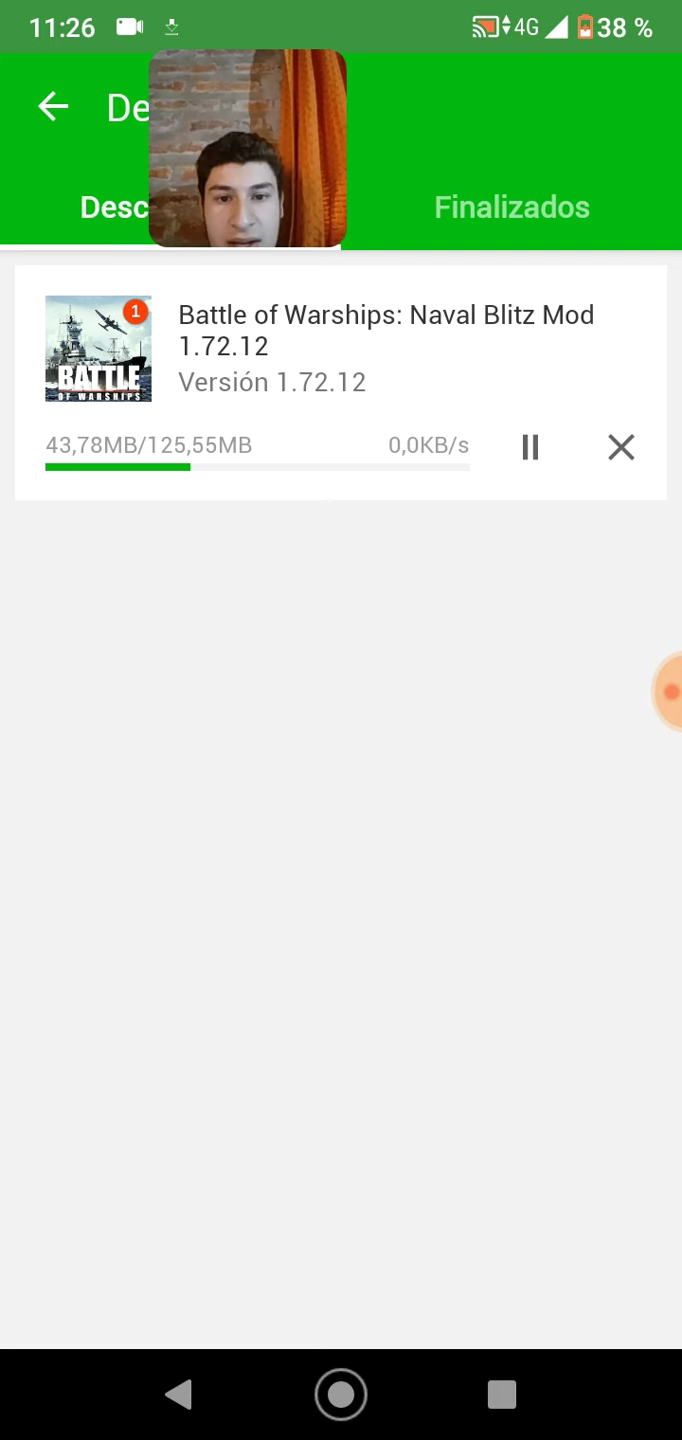 11:26
4G
38 %
De
Desc
Finalizados
1
BATTLE
OF WARSHIPS
Battle of Warships: Naval Blitz Mod
1.72.12
Versión 1.72.12
43,78MB/125,55MB
0,0KB/s